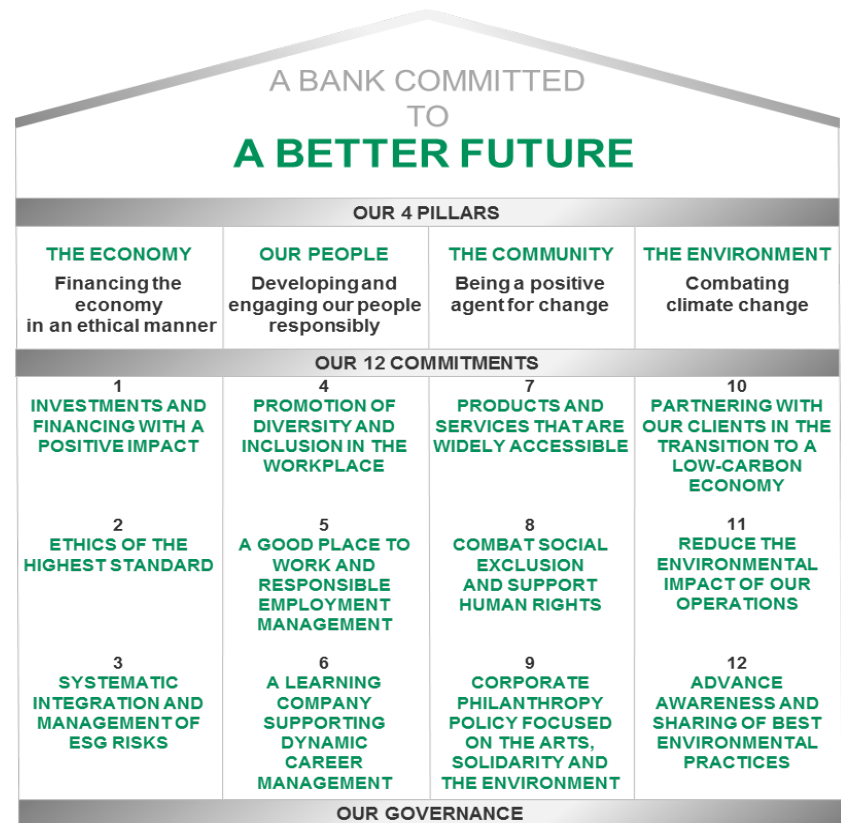 A BANK COMMITTED
TO
A BETTER FUTURE
OUR 4 PILLARS
THE ECONOMY
Financing the
economy
in an ethical manner
OUR PEOPLE
Developing and
engaging our people
responsibly
THE COMMUNITY
Being a positive
agent for change
THE ENVIRONMENT
Combating
climate change
OUR 12 COMMITMENTS
1
INVESTMENTS AND
FINANCING WITH A
POSITIVE IMPACT
4
PROMOTION OF
DIVERSITY AND
INCLUSION IN THE
WORKPLACE
7
PRODUCTS AND
SERVICES THAT ARE
WIDELY ACCESSIBLE
10
PARTNERING WITH
OUR CLIENTS IN THE
TRANSITION TO A
LOW-CARBON
ECONOMY
2
ETHICS OF THE
HIGHEST STANDARD
5
A GOOD PLACE TO
WORK AND
RESPONSIBLE
EMPLOYMENT
MANAGEMENT
8
COMBAT SOCIAL
EXCLUSION
AND SUPPORT
HUMAN RIGHTS
11
REDUCE THE
ENVIRONMENTAL
IMPACT OF OUR
OPERATIONS
3
SYSTEMATIC
INTEGRATION AND
MANAGEMENT OF
ESG RISKS
6
A LEARNING
COMPANY
SUPPORTING
DYNAMIC
CAREER
MANAGEMENT
9
CORPORATE
PHILANTHROPY
POLICY FOCUSED
ON THE ARTS,
SOLIDARITY AND
THE ENVIRONMENT
12
ADVANCE
AWARENESS AND
SHARING OF BEST
ENVIRONMENTAL
PRACTICES
OUR GOVERNANCE